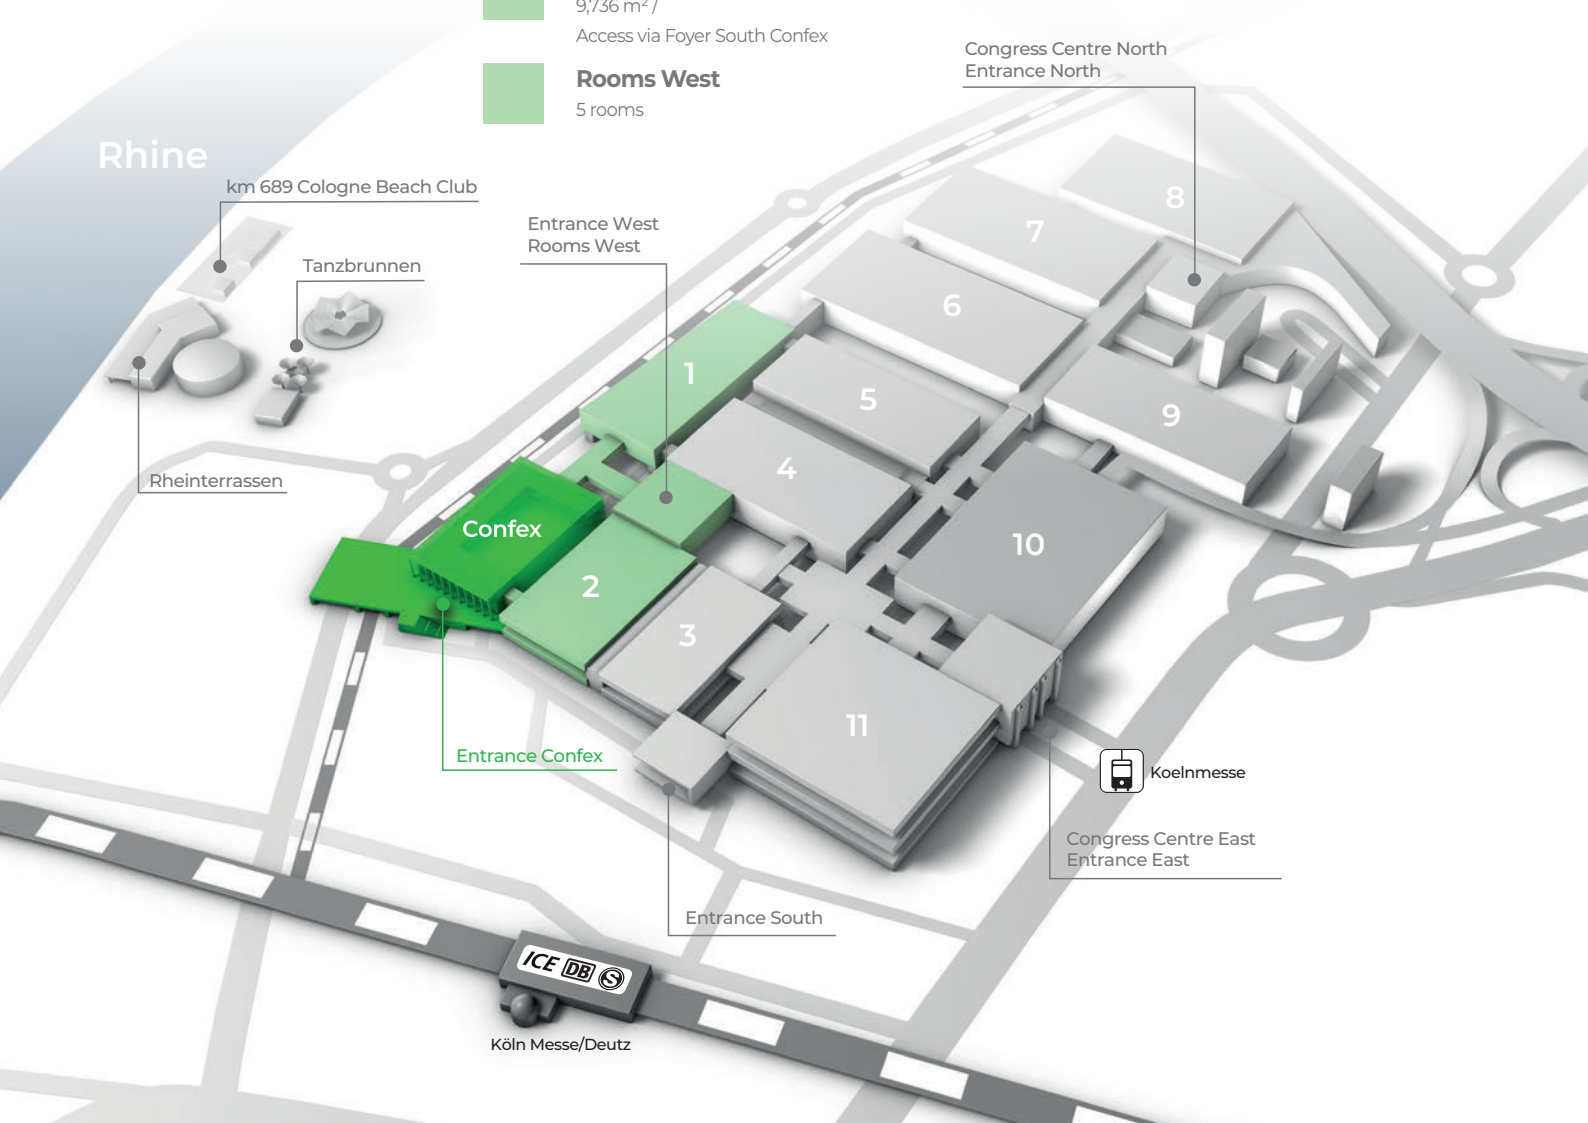 9,736 m² /
Access via Foyer South Confex
Rooms West
5 rooms
Congress Centre North
Entrance North
Rhine
km 689 Cologne Beach Club
Tanzbrunnen
Entrance West
Rooms West
8
7
6
1
5
9
4
Rheinterrassen
Confex
10
2
3
11
Entrance Confex
Koelnmesse
Congress Centre East
Entrance East
Entrance South
ICE DB S
Köln Messe/Deutz